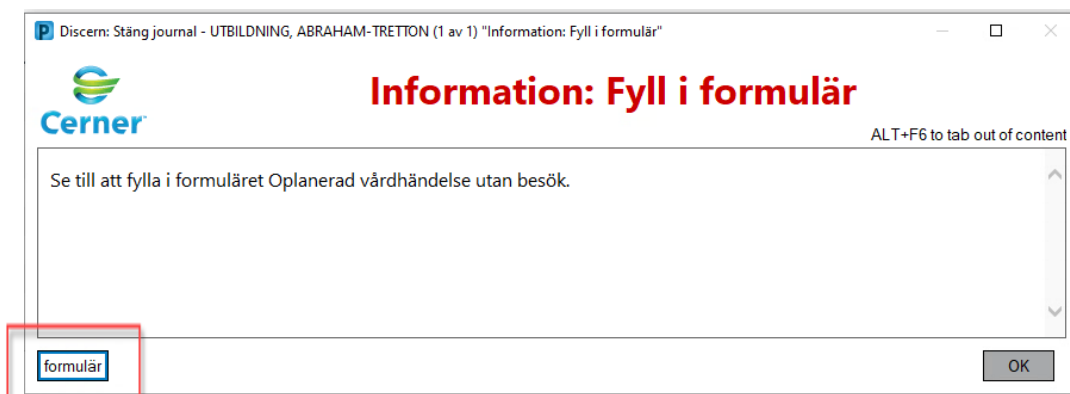 Discern: Stäng journal - UTBILDNING, ABRAHAM-TRETTON (1 av 1) "Information: Fyll i formulär"
Information: Fyll i formulär
Cerner
ALT+F6 to tab out of content
Se till att fylla i formuläret Oplanerad vårdhändelse utan besök.
formulär
OK